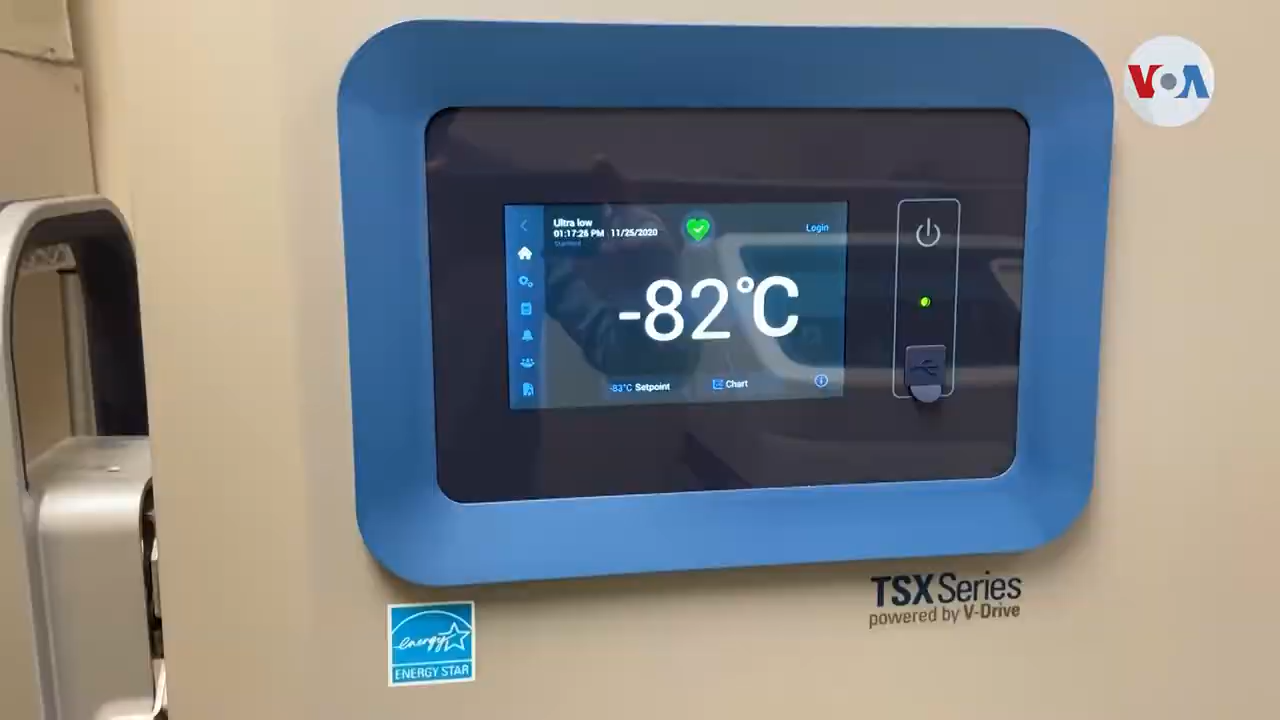 VOA
Ultra low
01:17:26 PM 11/25/2020
Login
-82°C
-83°C Setpoint
Chart
TSX Series
powered by V-Drive
energy
ENERGY STAR